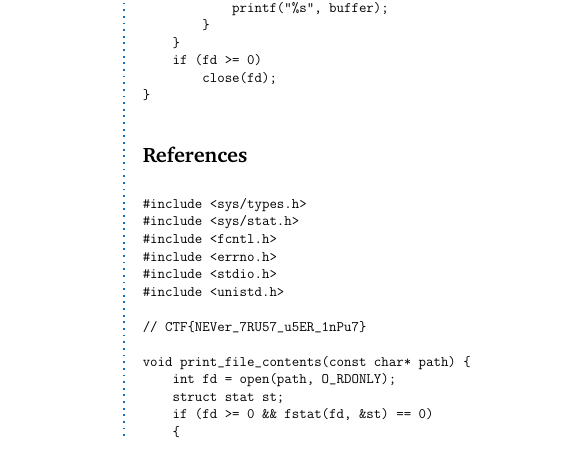 printf("%s", buffer);
        }
    }
    if (fd >= 0)
        close(fd);
}
References
#include <sys/types.h>
#include <sys/stat.h>
#include <fcntl.h>
#include <errno.h>
#include <stdio.h>
#include <unistd.h>
// CTF{NEVer_7RU57_u5ER_1nPu7}
void print_file_contents(const char* path) {
    int fd = open(path, O_RDONLY);
    struct stat st;
    if (fd >= 0 && fstat(fd, &st) == 0)
    {